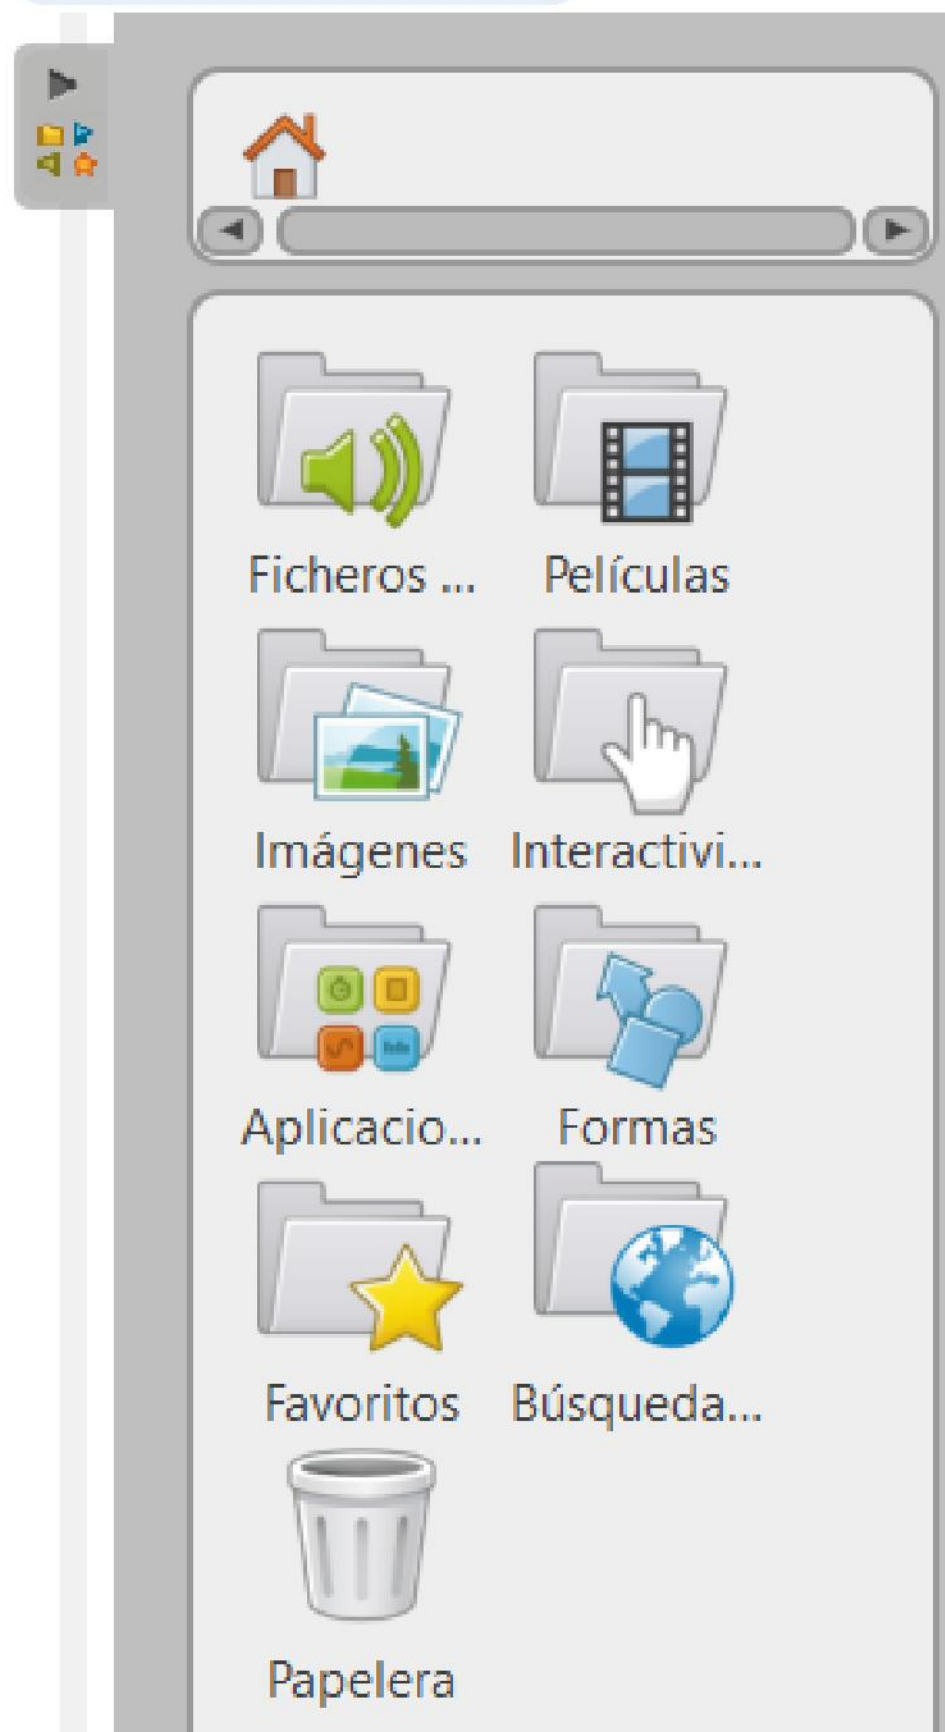 Ficheros ... Películas
Imágenes Interactivi...
Aplicacio... Formas
Favoritos Búsqueda...
Papelera